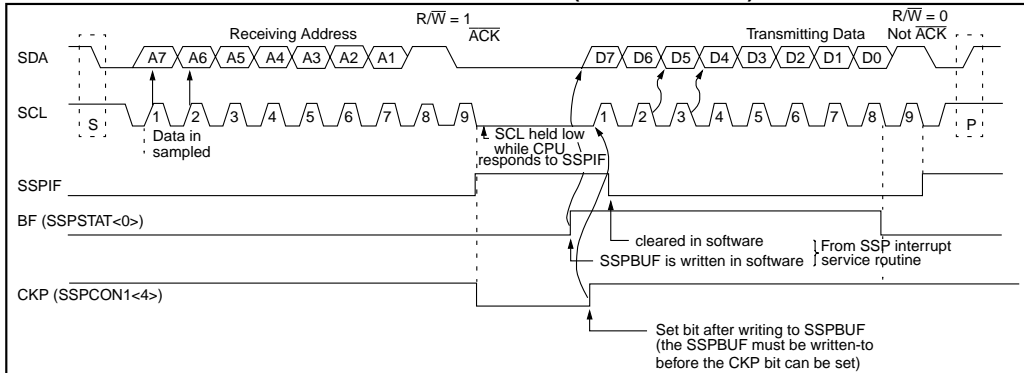 R/W = 1
R/W = 0
Receiving Address
ACK
Transmitting Data
Not ACK
SDA
A7 A6 A5 A4 A3 A2 A1
D7 D6 D5 D4 D3 D2 D1 D0
SCL
S
1 2 3 4 5 6 7 8 9
1 2 3 4 5 6 7 8 9
P
Data in
sampled
SCL held low
while CPU
responds to SSPIF
SSPIF
BF (SSPSTAT<0>)
cleared in software
SSPBUF is written in software
From SSP interrupt
service routine
CKP (SSPCON1<4>)
Set bit after writing to SSPBUF
(the SSPBUF must be written-to
before the CKP bit can be set)